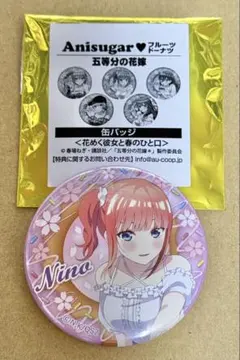 Anisugar♥フルーツドーナツ
五等分の花嫁
缶バッジ
<花めく彼女と春のひと口>
© 春場ねぎ・講談社／「五等分の花嫁＊」製作委員会
【特典に関するお問い合わせ先】info@au-coop.jp
Nino